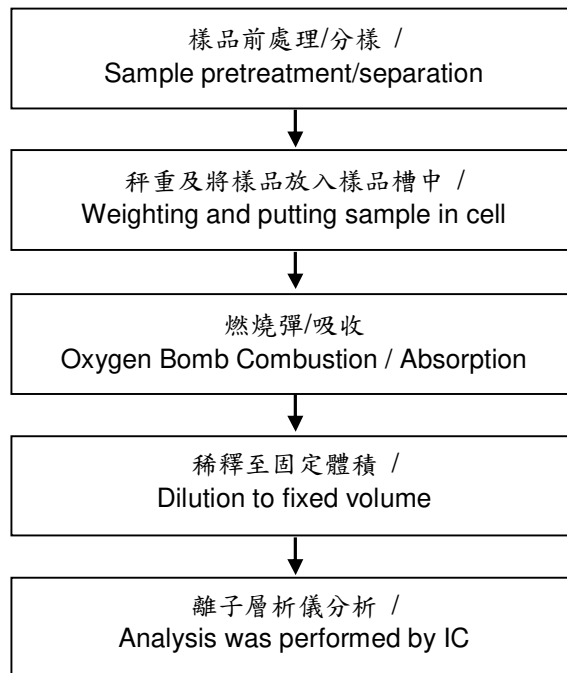 樣品前處理/分樣 /
Sample pretreatment/separation
秤重及將樣品放入樣品槽中 /
Weighting and putting sample in cell
燃燒彈/吸收
Oxygen Bomb Combustion / Absorption
稀釋至固定體積 /
Dilution to fixed volume
離子層析儀分析 /
Analysis was performed by IC